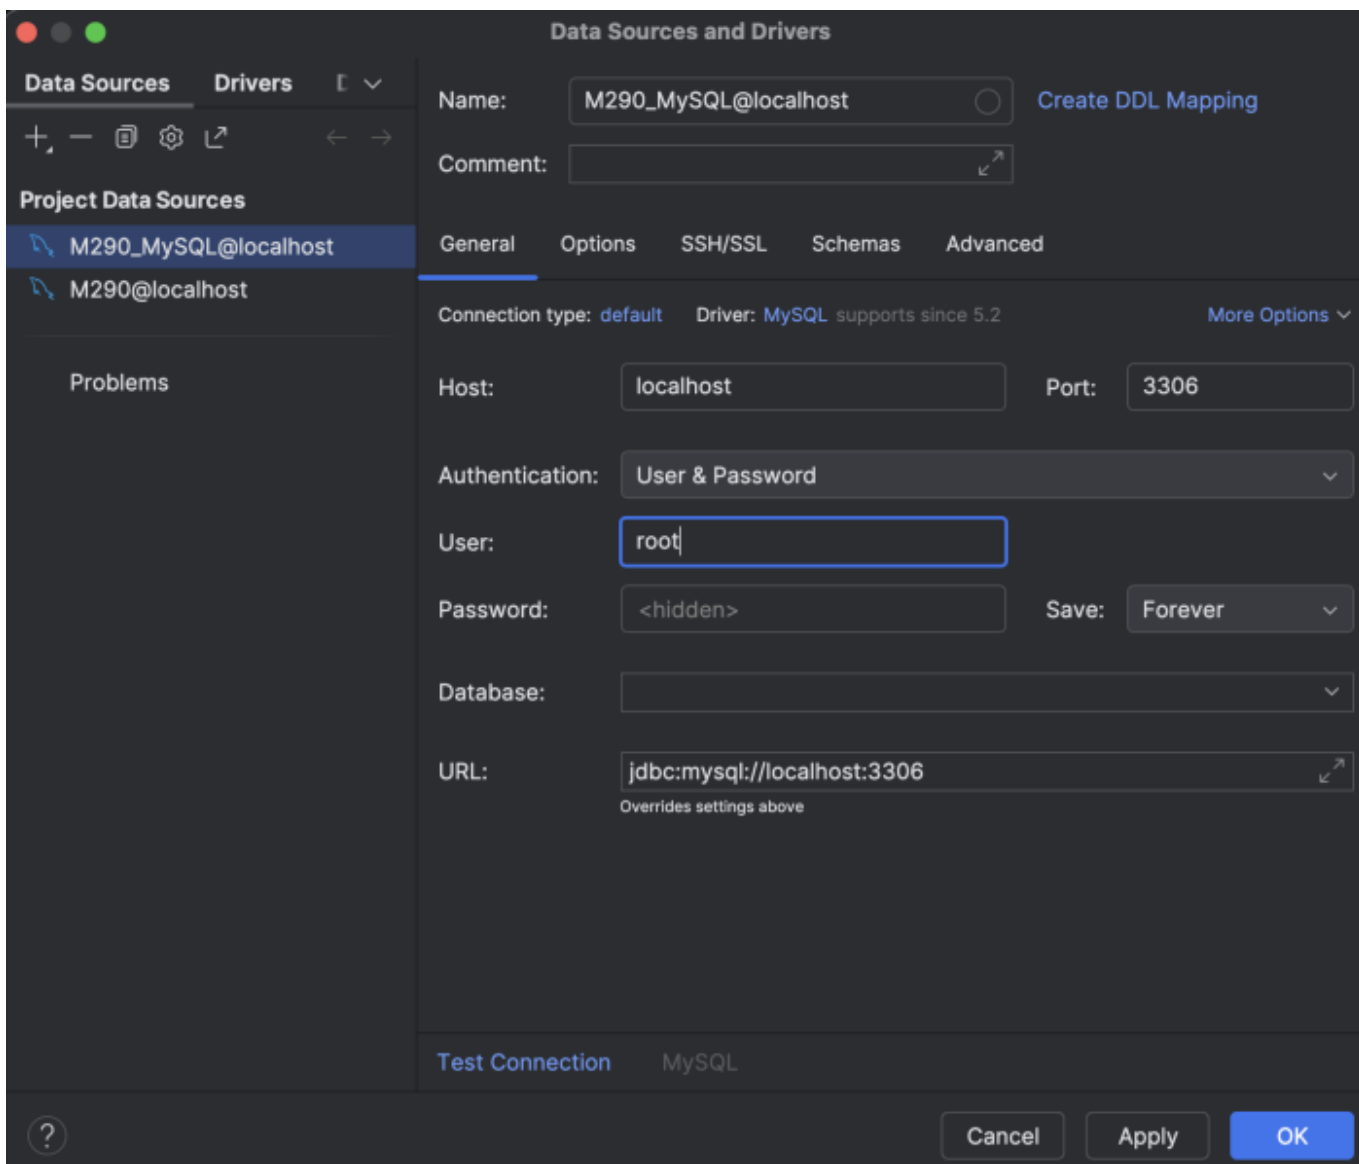 Data Sources and Drivers
Data Sources Drivers
Name: M290_MySQL@localhost Create DDL Mapping
Comment:
Project Data Sources
M290_MySQL@localhost
M290@localhost
Problems
General Options SSH/SSL Schemas Advanced
Connection type: default Driver: MySQL supports since 5.2 More Options
Host: localhost Port: 3306
Authentication: User & Password
User: root
Password: <hidden> Save: Forever
Database:
URL: jdbc:mysql://localhost:3306
Overrides settings above
Test Connection MySQL
? Cancel Apply OK